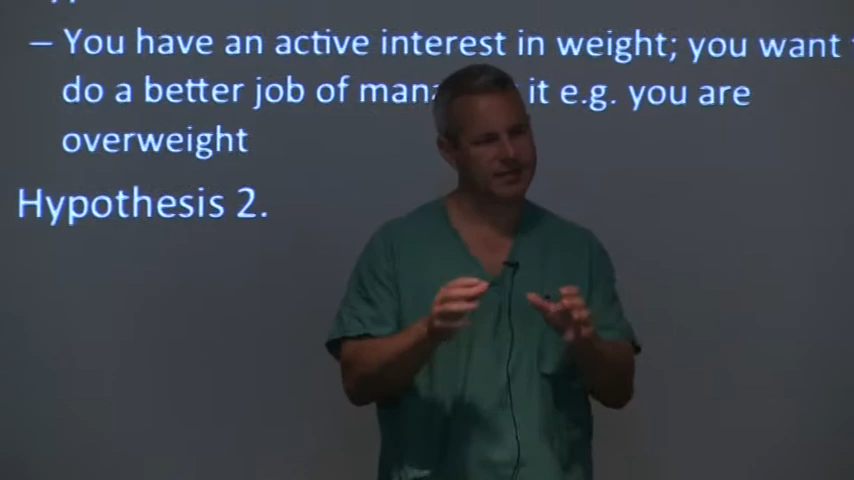 – You have an active interest in weight; you want
do a better job of it e.g. you are
overweight
Hypothesis 2.